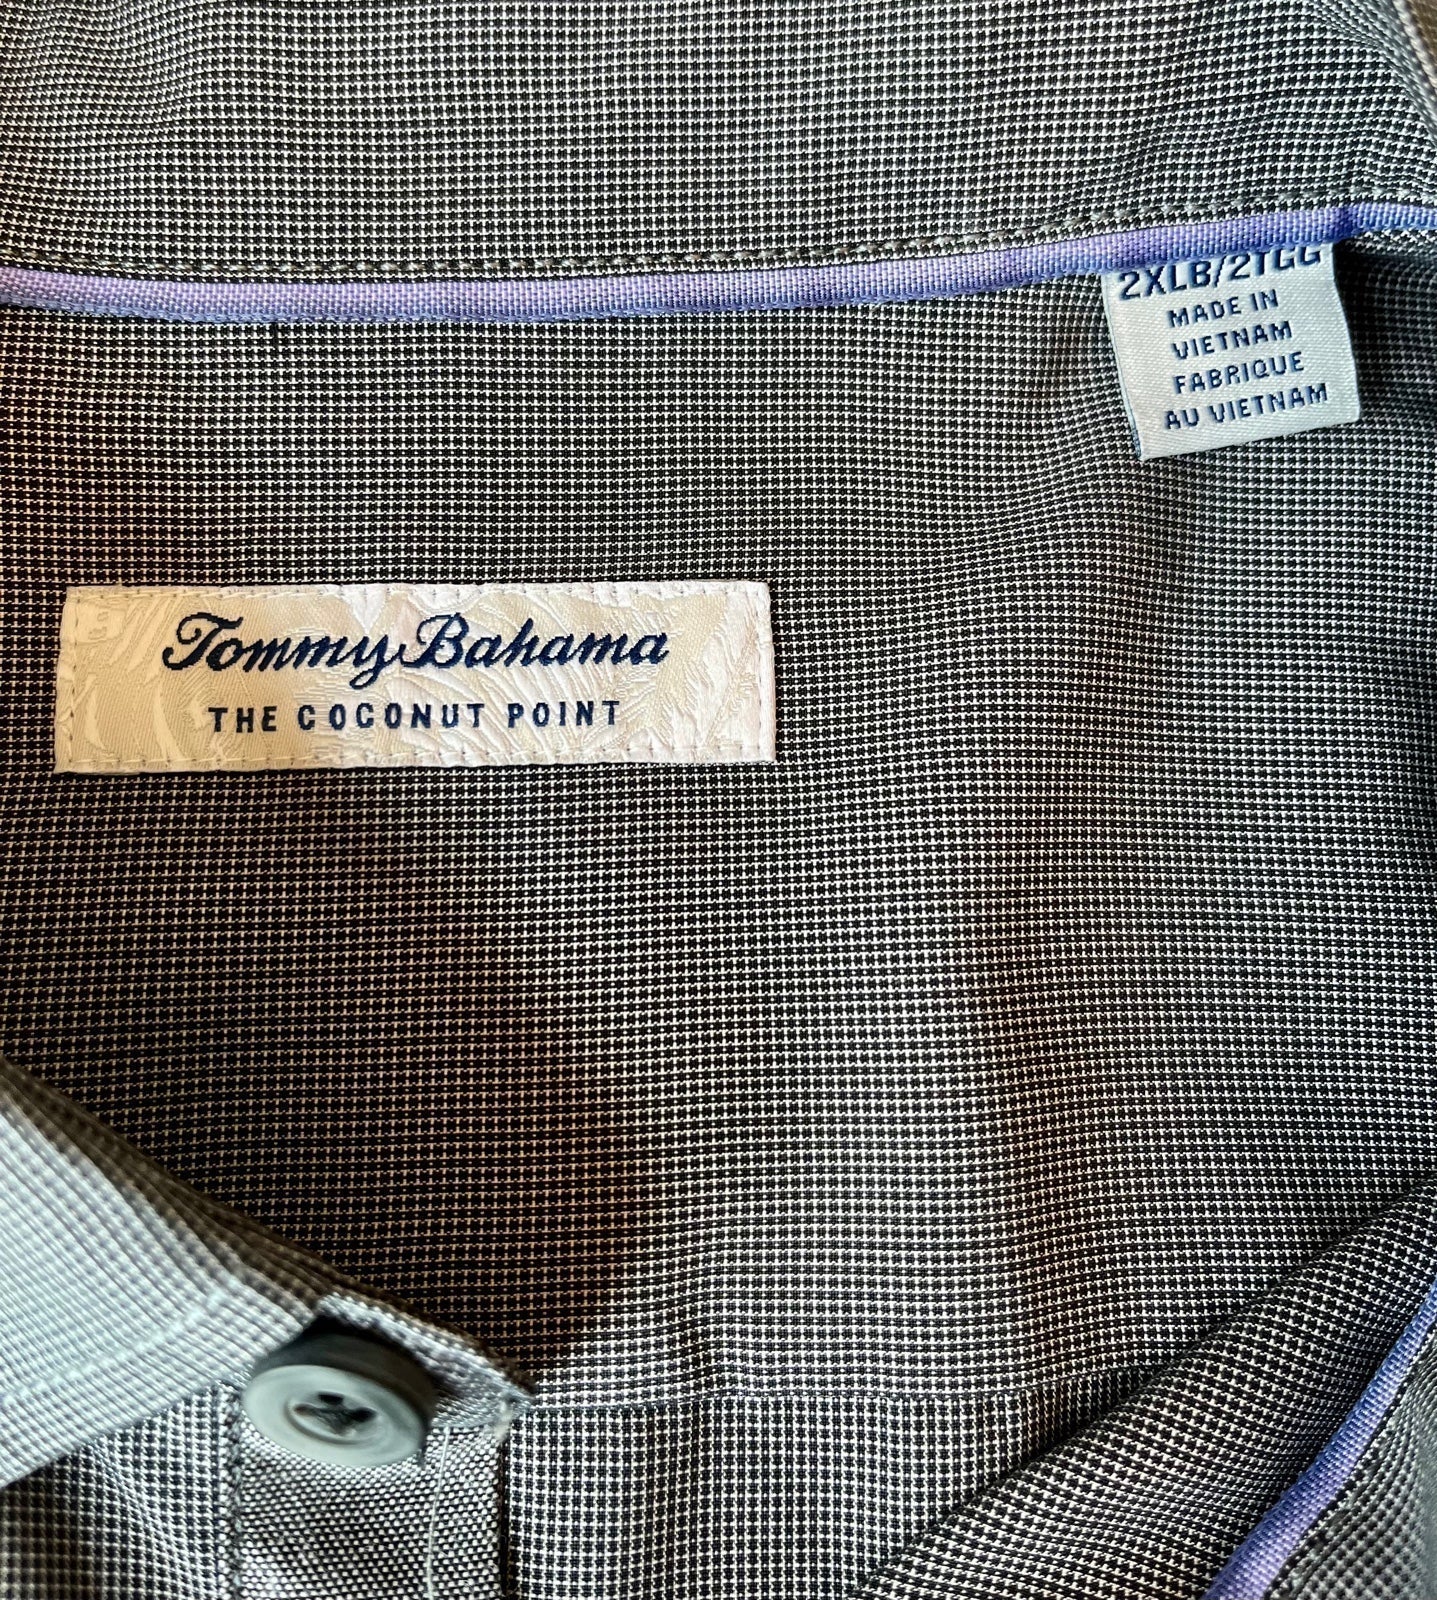 2XLB/2TGG
MADE IN
VIETNAM
FABRIQUE
AU VIETNAM
Tommy Bahama
THE COCONUT POINT